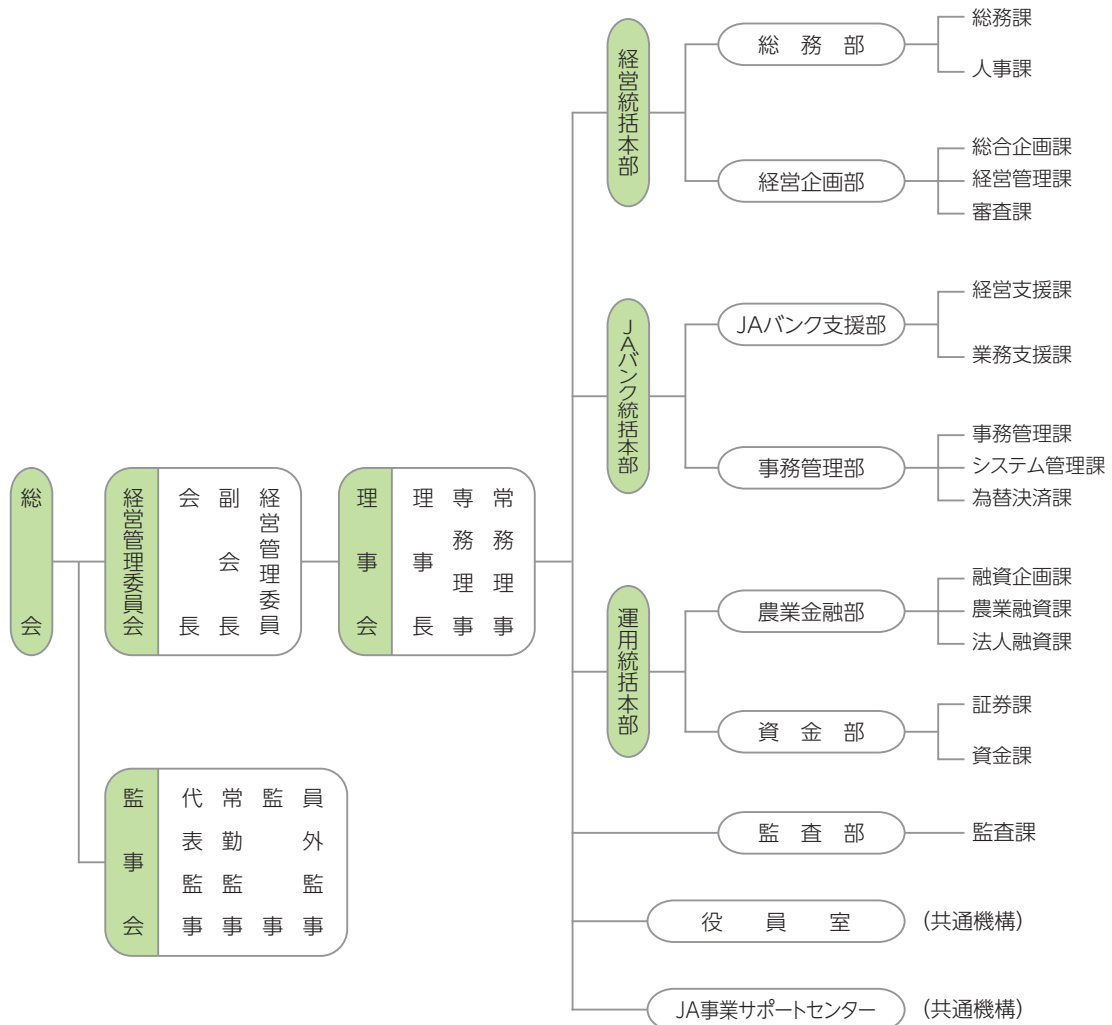 総会
経営管理委員会
会長
副会長
経営管理委員
理事会
理事長
専務理事
常務理事
監事会
代表監事
常勤監事
監事
員外監事
経営統括本部
総務部
総務課
人事課
経営企画部
総合企画課
経営管理課
審査課
JAバンク統括本部
JAバンク支援部
経営支援課
業務支援課
事務管理部
事務管理課
システム管理課
為替決済課
運用統括本部
農業金融部
融資企画課
農業融資課
法人融資課
資金部
証券課
資金課
監査部
監査課
役員室 (共通機構)
JA事業サポートセンター (共通機構)